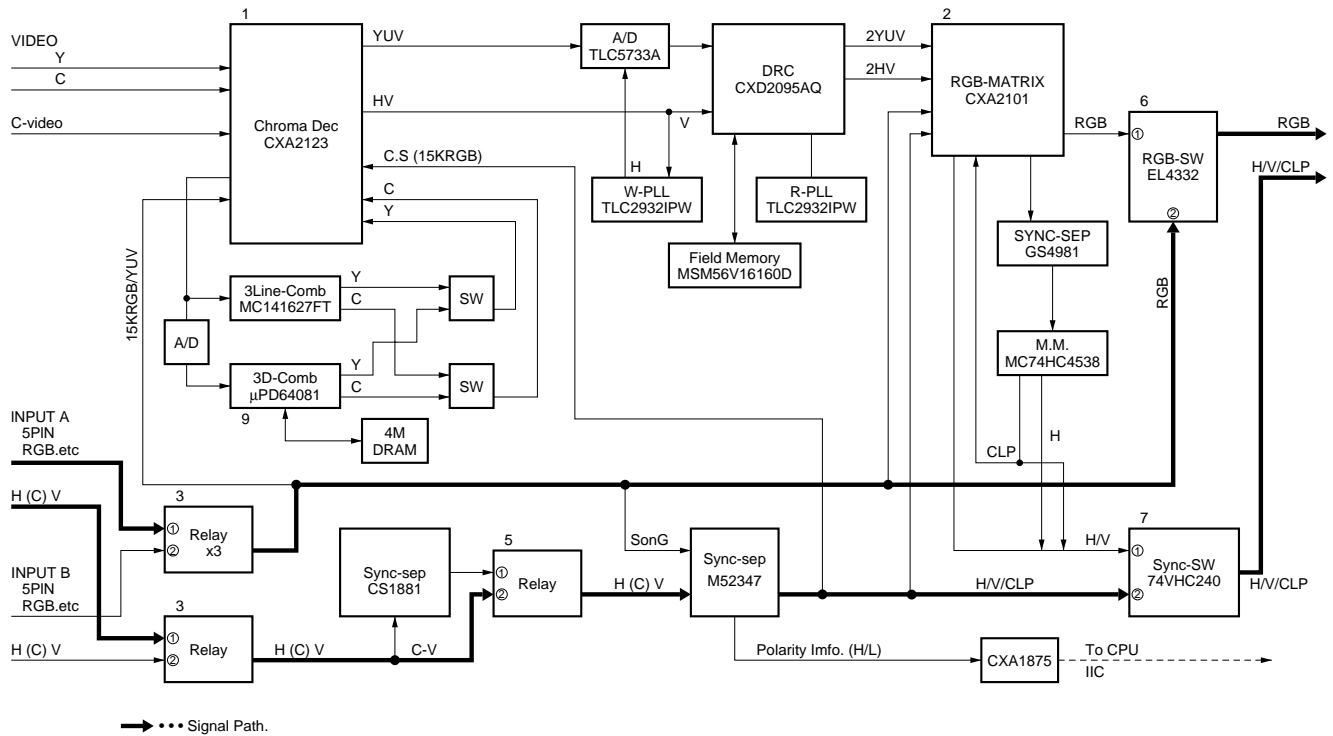 1
2
VIDEO
Y
C
C-video
Chroma Dec
CXA2123
YUV
HV
V
C.S (15KRGB)
C
Y
A/D
TLC5733A
H
W-PLL
TLC2932IPW
DRC
CXD2095AQ
2YUV
2HV
R-PLL
TLC2932IPW
Field Memory
MSM56V16160D
RGB-MATRIX
CXA2101
RGB
6
①
RGB-SW
EL4332
②
RGB
H/V/CLP
SYNC-SEP
GS4981
M.M.
MC74HC4538
RGB
H
CLP
15KRGB/YUV
3Line-Comb
MC141627FT
Y
C
SW
A/D
3D-Comb
µPD64081
Y
C
SW
9
4M
DRAM
INPUT A
5PIN
RGB.etc
H (C) V
3
①
②
Relay
x3
INPUT B
5PIN
RGB.etc
H (C) V
3
①
②
Relay
H (C) V
C-V
Sync-sep
CS1881
5
①
②
Relay
H (C) V
SonG
Sync-sep
M52347
H/V/CLP
H/V
7
①
②
Sync-SW
74VHC240
H/V/CLP
Polarity Imfo. (H/L)
CXA1875
To CPU
IIC
• • • Signal Path.